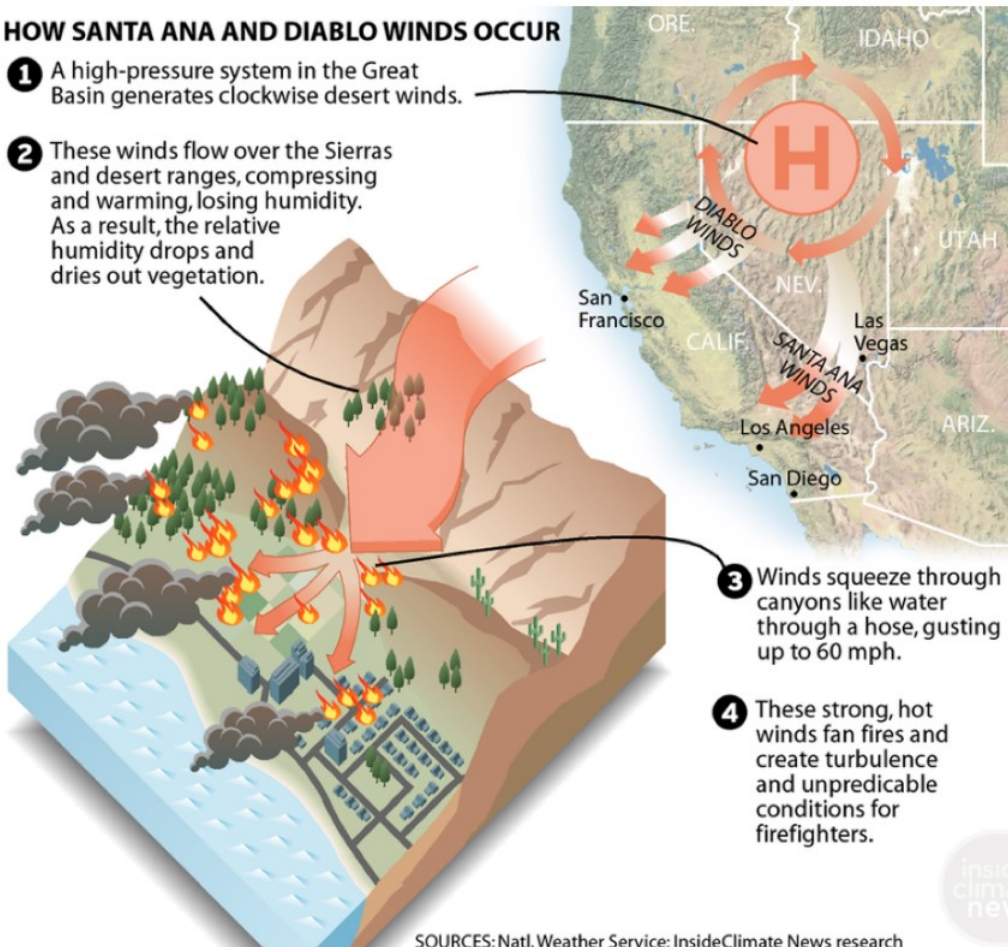 HOW SANTA ANA AND DIABLO WINDS OCCUR
1 A high-pressure system in the Great
Basin generates clockwise desert winds.
2 These winds flow over the Sierras
and desert ranges, compressing
and warming, losing humidity.
As a result, the relative
humidity drops and
dries out vegetation.
ORE.
IDAHO
H
DIABLO
WINDS
UTAH
NEV.
San
Francisco
CALIF.
Las
Vegas
SANTA ANA
WINDS
ARIZ.
Los Angeles
San Diego
3 Winds squeeze through
canyons like water
through a hose, gusting
up to 60 mph.
4 These strong, hot
winds fan fires and
create turbulence
and unpredicable
conditions for
firefighters.
SOURCES: Natl. Weather Service; InsideClimate News research